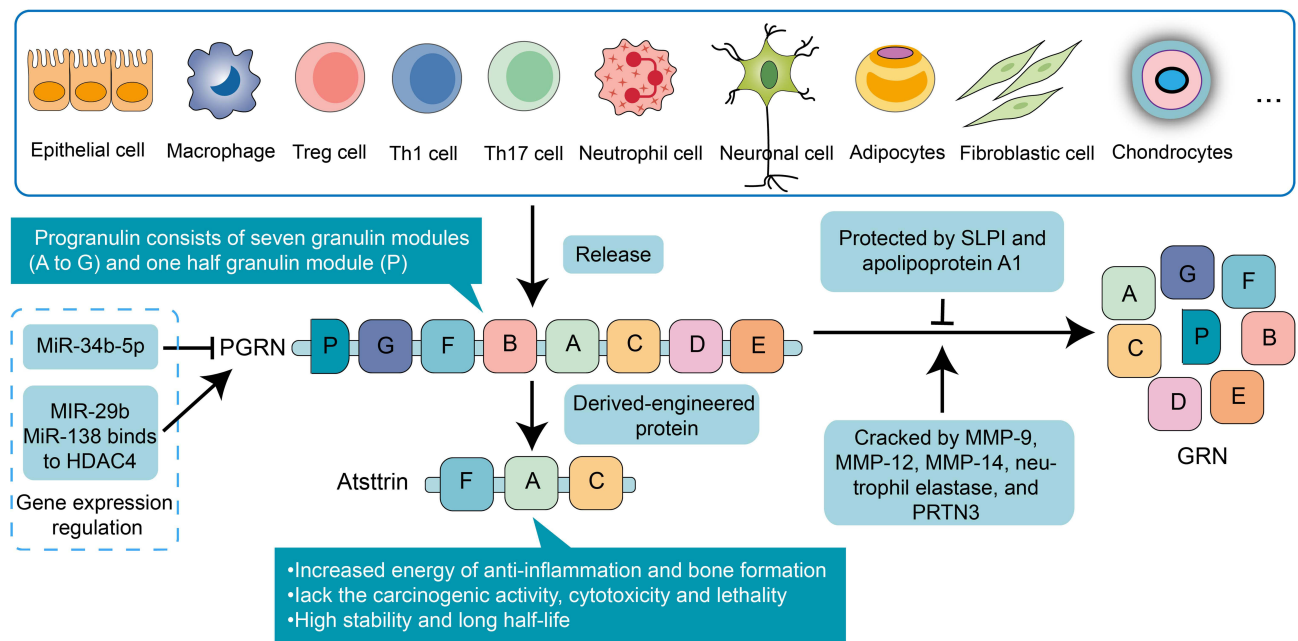 Epithelial cell
Macrophage
Treg cell
Th1 cell
Th17 cell
Neutrophil cell
Neuronal cell
Adipocytes
Fibroblastic cell
Chondrocytes
...
Progranulin consists of seven granulin modules
(A to G) and one half granulin module (P)
Release
Protected by SLPI and
apolipoprotein A1
MiR-34b-5p
MIR-29b
MiR-138 binds
to HDAC4
Gene expression
regulation
PGRN
P
G
F
B
A
C
D
E
Derived-engineered
protein
Atsttrin
F
A
C
•Increased energy of anti-inflammation and bone formation
•lack the carcinogenic activity, cytotoxicity and lethality
•High stability and long half-life
Cracked by MMP-9,
MMP-12, MMP-14, neu-
trophil elastase, and
PRTN3
A
G
F
C
P
B
D
E
GRN